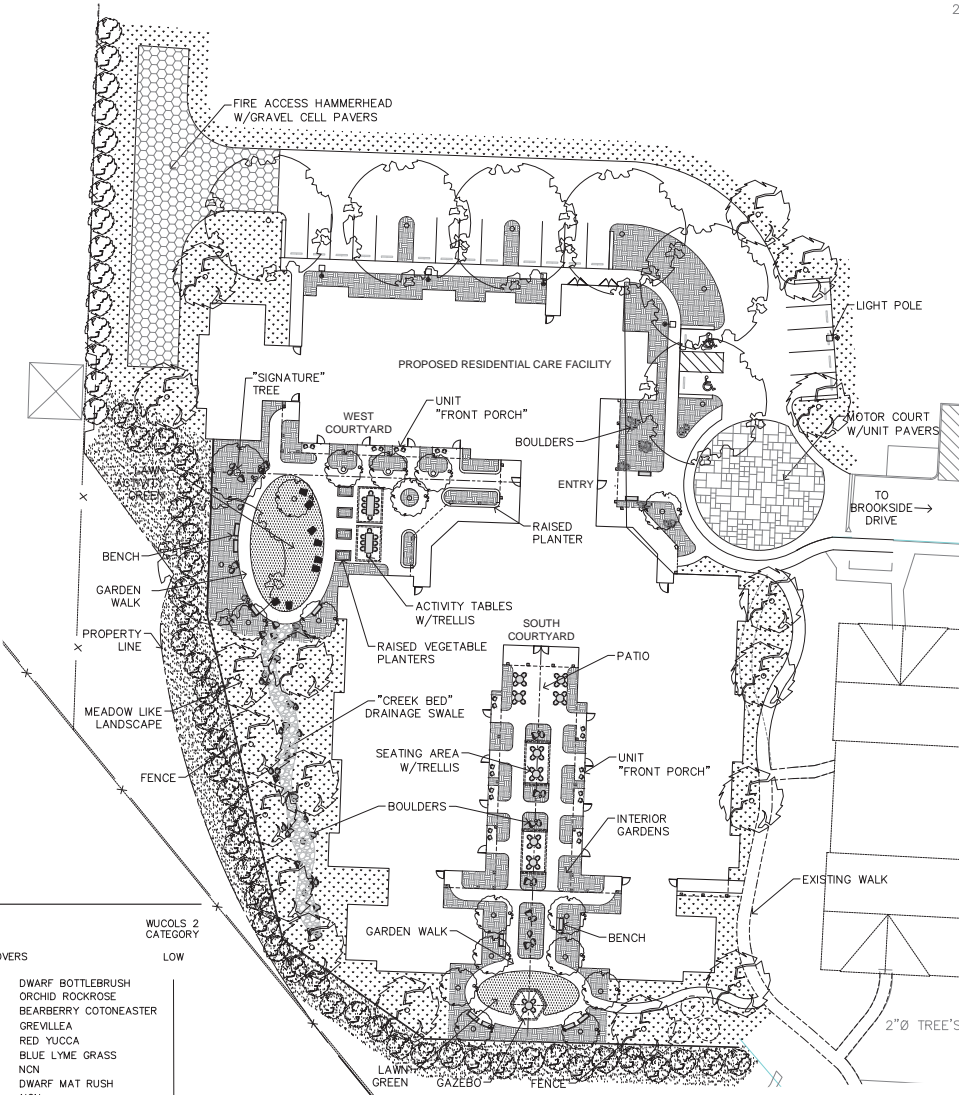 2
FIRE ACCESS HAMMERHEAD
W/GRAVEL CELL PAVERS
LIGHT POLE
PROPOSED RESIDENTIAL CARE FACILITY
"SIGNATURE"
TREE
UNIT
"FRONT PORCH"
WEST
COURTYARD
MOTOR COURT
W/UNIT PAVERS
BOULDERS
LAWN
ACTIVITY
GREEN
ENTRY
TO
BROOKSIDE
DRIVE
RAISED
PLANTER
BENCH
GARDEN
WALK
ACTIVITY TABLES
W/TRELLIS
SOUTH
COURTYARD
PROPERTY
LINE
RAISED VEGETABLE
PLANTERS
PATIO
"CREEK BED"
DRAINAGE SWALE
MEADOW LIKE
LANDSCAPE
SEATING AREA
W/TRELLIS
UNIT
"FRONT PORCH"
FENCE
BOULDERS
INTERIOR
GARDENS
EXISTING WALK
WUCOLS 2
CATEGORY
GARDEN WALK
BENCH
OVERS
LOW
DWARF BOTTLEBRUSH
ORCHID ROCKROSE
BEARBERRY COTONEASTER
GREVILLEA
RED YUCCA
BLUE LYME GRASS
NCN
DWARF MAT RUSH
2"Ø TREE'S
LAWN
GREEN
GAZEBO
FENCE